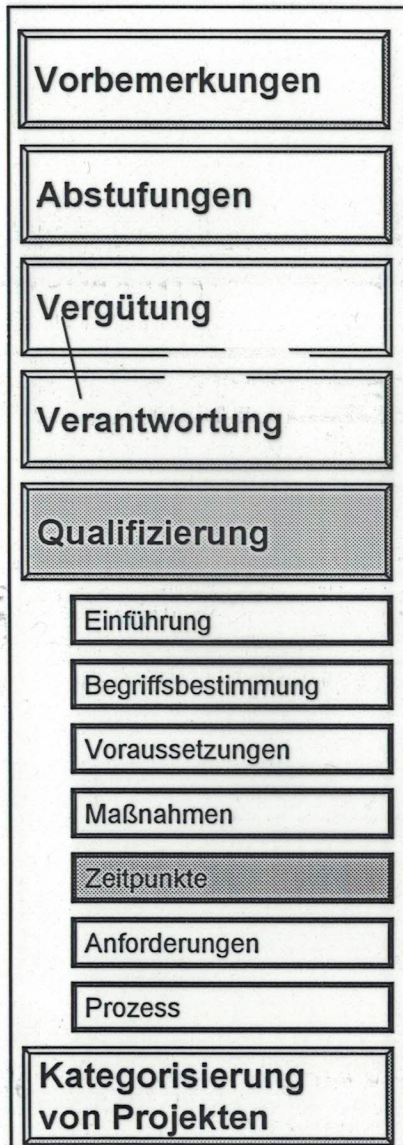 Vorbemerkungen
Abstufungen
Vergütung
Verantwortung
Qualifizierung
Einführung
Begriffsbestimmung
Voraussetzungen
Maßnahmen
Zeitpunkte
Anforderungen
Prozess
Kategorisierung
von Projekten